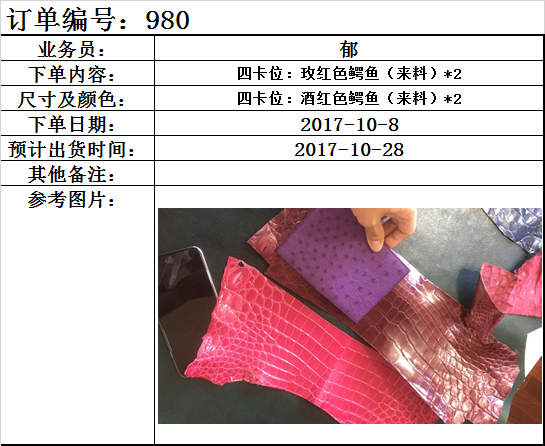 订单编号：980
业务员：郁
下单内容：四卡位：玫红色鳄鱼（来料）*2
尺寸及颜色：四卡位：酒红色鳄鱼（来料）*2
下单日期：2017-10-8
预计出货时间：2017-10-28
其他备注：
参考图片：